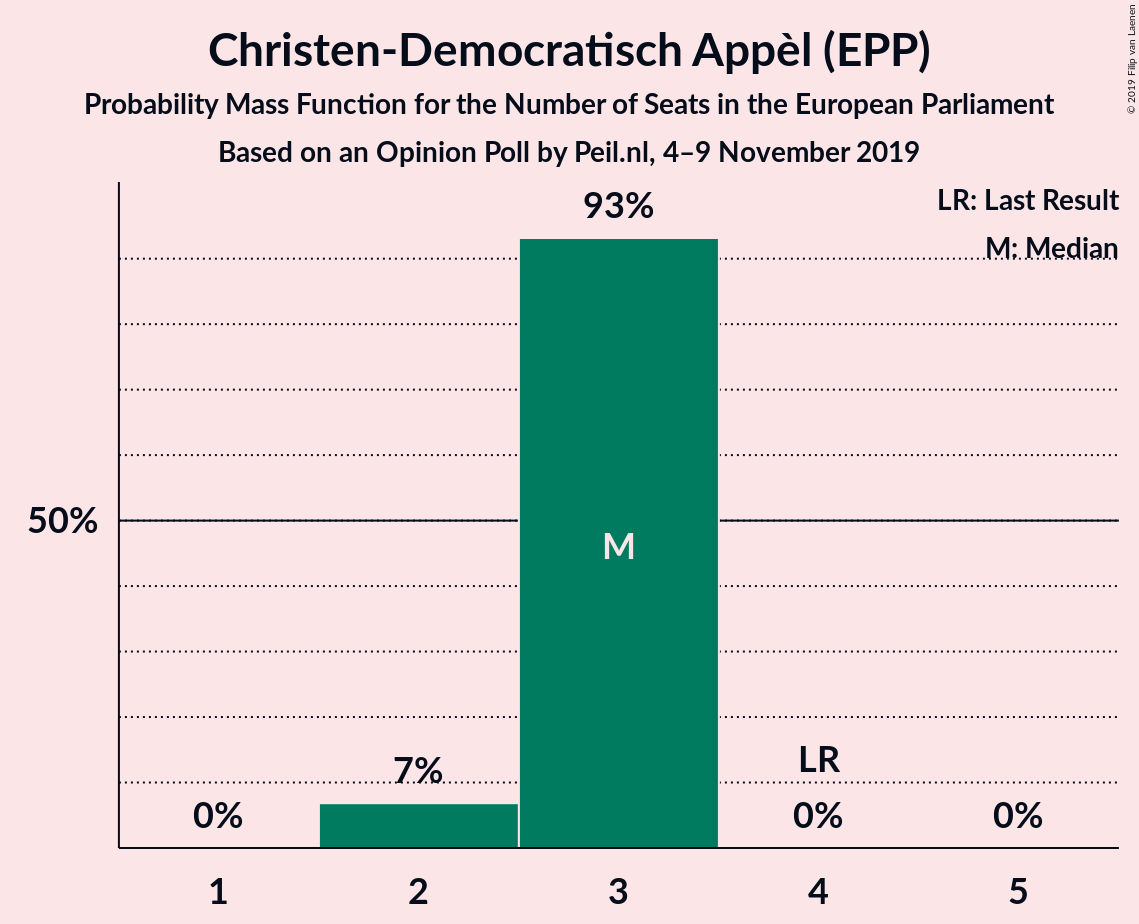 Christen-Democratisch Appèl (EPP)
Probability Mass Function for the Number of Seats in the European Parliament
Based on an Opinion Poll by Peil.nl, 4–9 November 2019
© 2019 Filip van Laenen
LR: Last Result
M: Median
93%
50%
M
7%
LR
0%
0%
0%
1
2
3
4
5